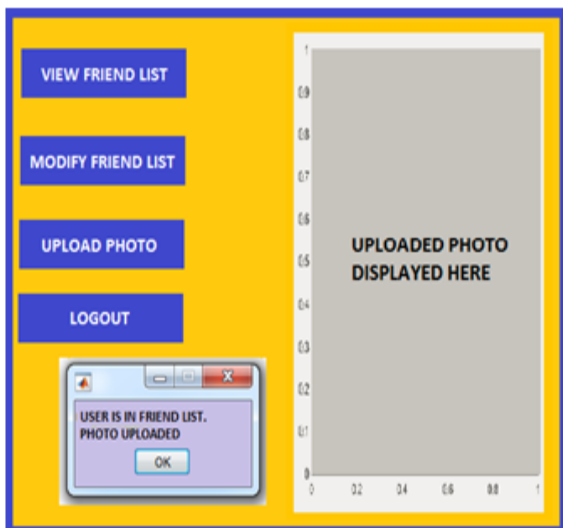 VIEW FRIEND LIST
MODIFY FRIEND LIST
UPLOAD PHOTO
LOGOUT
USER IS IN FRIEND LIST.
PHOTO UPLOADED
OK
1
0.9
0.8
0.7
0.6
0.5
0.4
0.3
0.2
0.1
0
UPLOADED PHOTO
DISPLAYED HERE
0 0.2 0.4 0.6 0.8 1